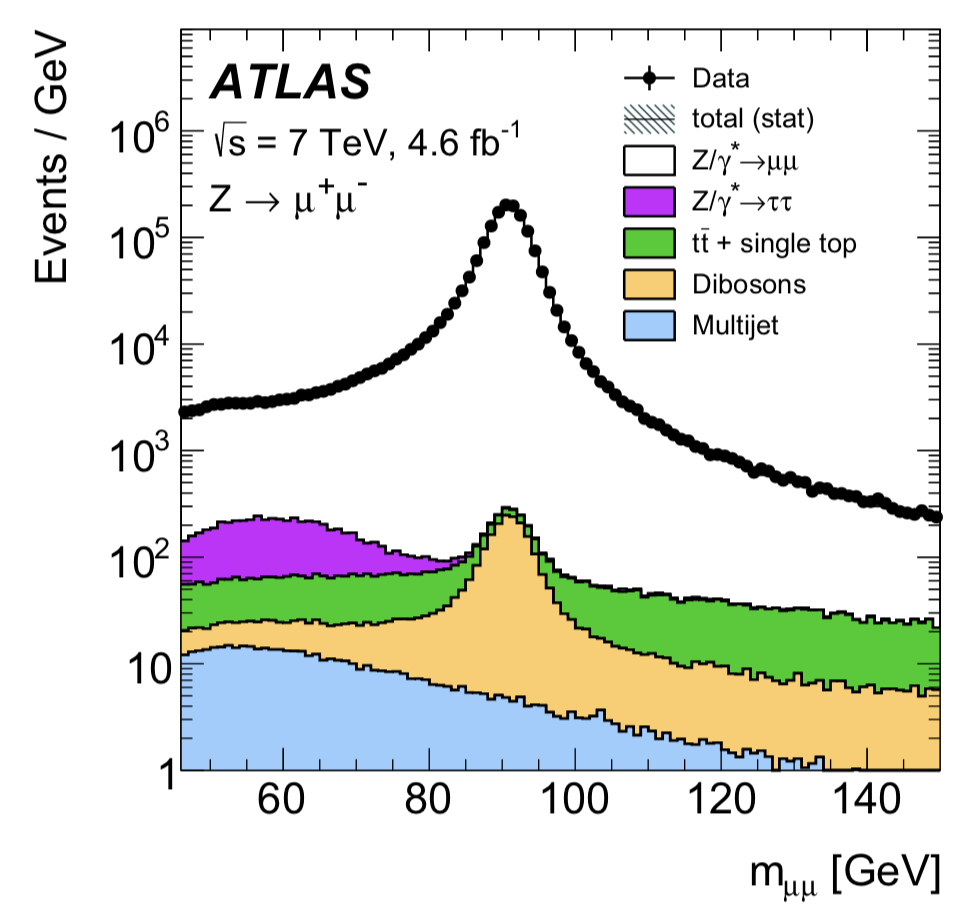 Events / GeV
10⁶
10⁵
10⁴
10³
10²
10
1
ATLAS
√s = 7 TeV, 4.6 fb⁻¹
Z → μ⁺μ⁻
Data
total (stat)
Z/γ*→μμ
Z/γ*→ττ
tt̄ + single top
Dibosons
Multijet
60 80 100 120 140
m_μμ [GeV]